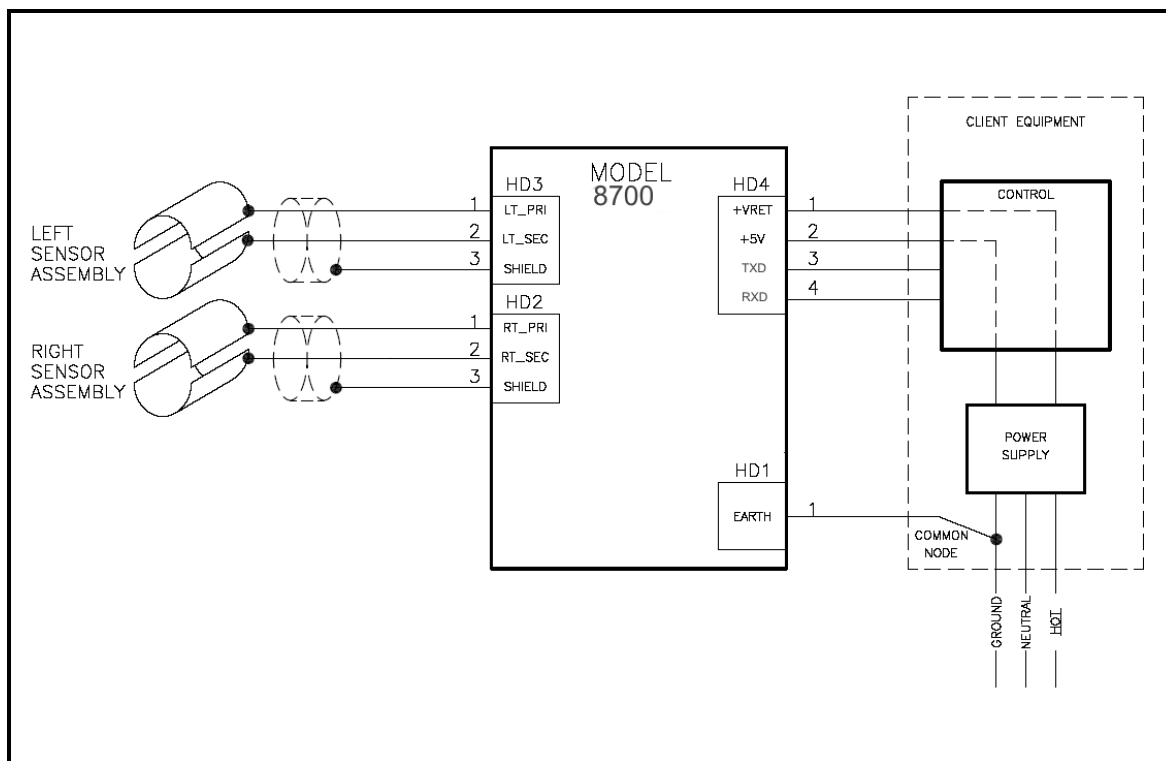 CLIENT EQUIPMENT
MODEL
8700
HD3
HD4
CONTROL
1
LT_PRI
+VRET
1
2
LT_SEC
+5V
2
3
SHIELD
TXD
3
RXD
4
LEFT
SENSOR
ASSEMBLY
HD2
1
RT_PRI
2
RT_SEC
3
SHIELD
RIGHT
SENSOR
ASSEMBLY
POWER
SUPPLY
HD1
EARTH
1
COMMON
NODE
GROUND
NEUTRAL
HOT